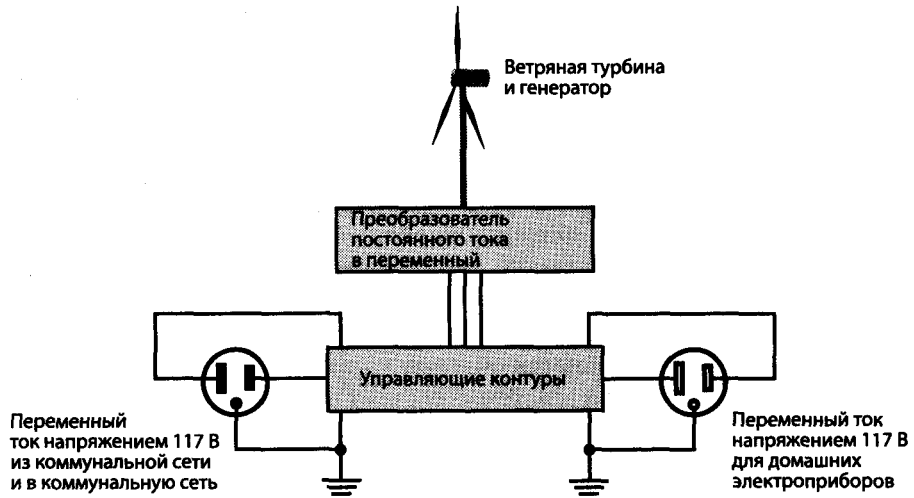 Ветряная турбина
и генератор
Преобразователь
постоянного тока
в переменный
Управляющие контуры
Переменный
ток напряжением 117 В
из коммунальной сети
и в коммунальную сеть
Переменный ток
напряжением 117 В
для домашних
электроприборов